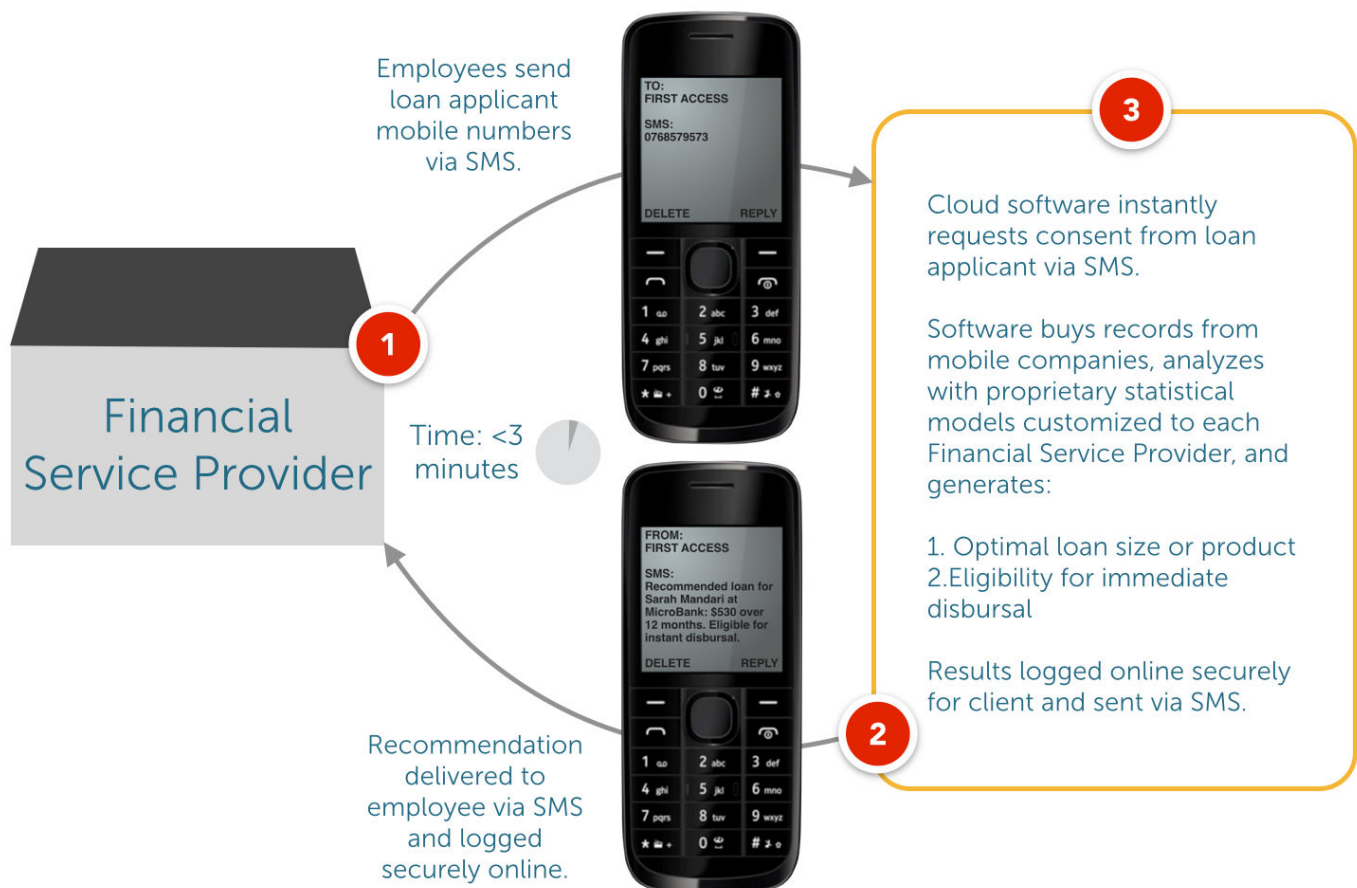 Employees send
loan applicant
mobile numbers
via SMS.
TO:
FIRST ACCESS
SMS:
0768579573
DELETE REPLY
1
2 abc
3 def
4 ghi
5 jkl
6 mno
7 pqrs
8 tuv
9 wxyz
* +
0
#
1
Financial
Service Provider
Time: <3
minutes
FROM:
FIRST ACCESS
SMS:
Recommended loan for
Sarah Mandari at
MicroBank: $530 over
12 months. Eligible for
instant disbursal.
DELETE REPLY
1
2 abc
3 def
4 ghi
5 jkl
6 mno
7 pqrs
8 tuv
9 wxyz
* +
0
#
Recommendation
delivered to
employee via SMS
and logged
securely online.
2
3
Cloud software instantly
requests consent from loan
applicant via SMS.
Software buys records from
mobile companies, analyzes
with proprietary statistical
models customized to each
Financial Service Provider, and
generates:
1. Optimal loan size or product
2.Eligibility for immediate
disbursal
Results logged online securely
for client and sent via SMS.